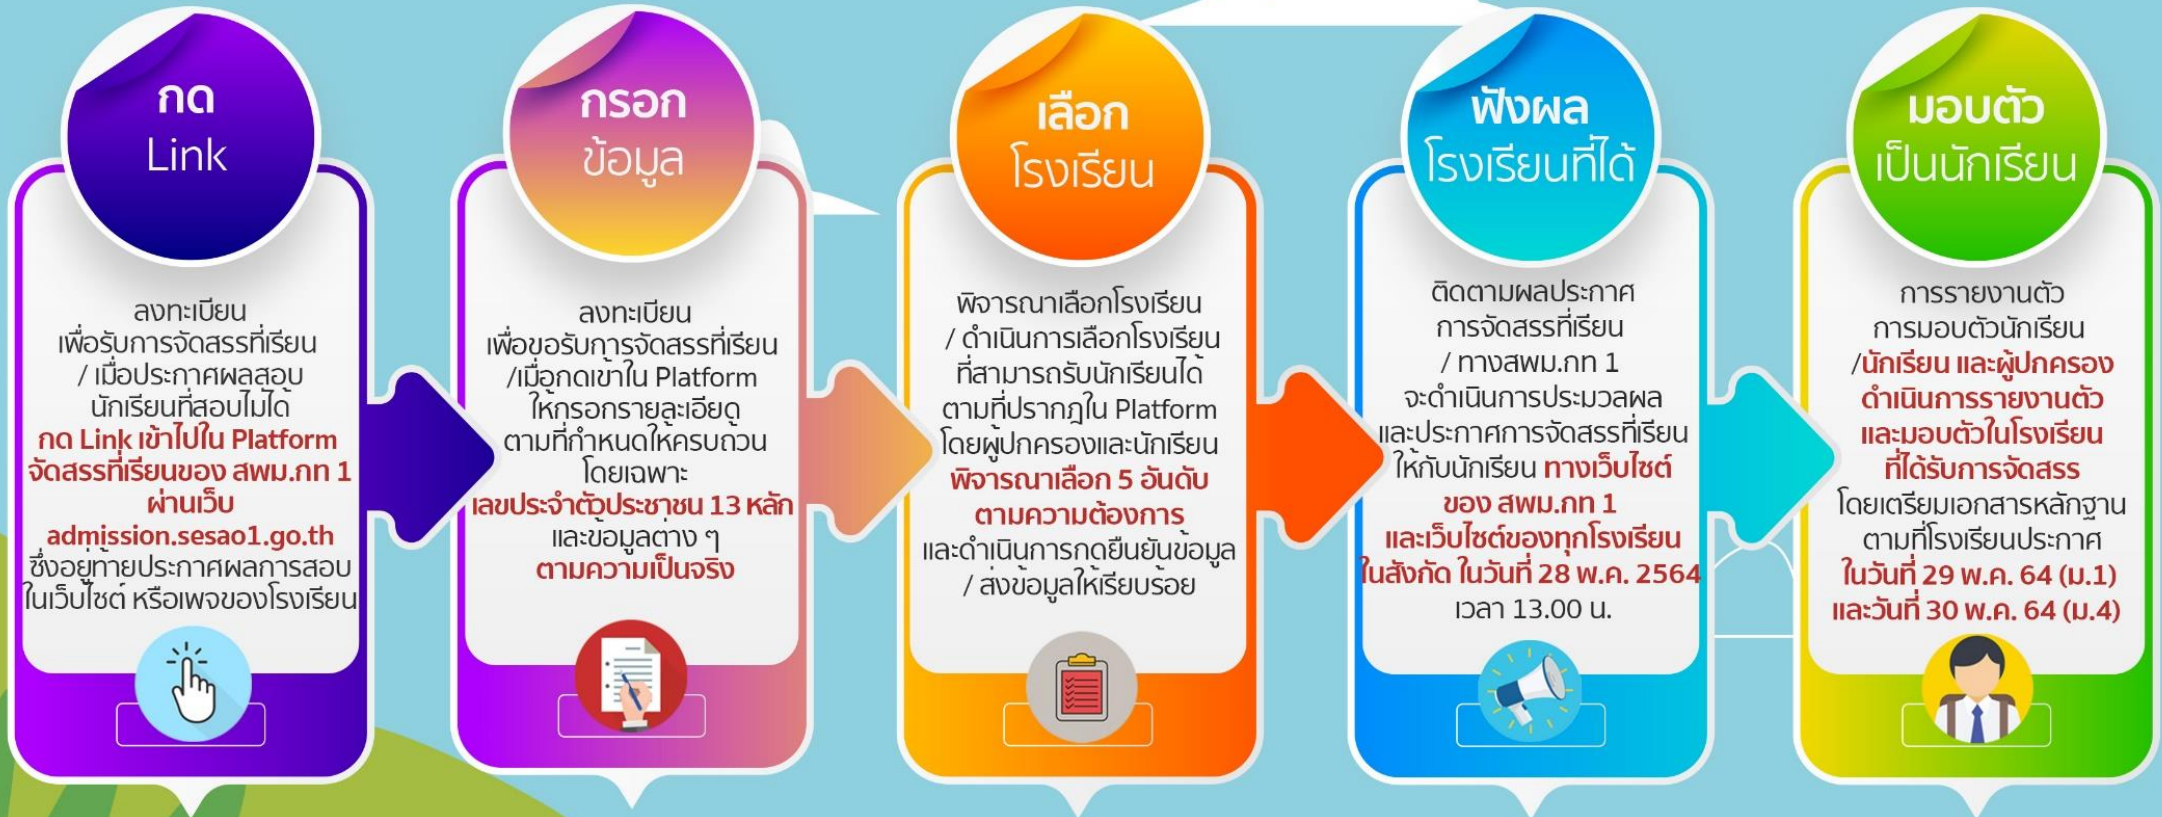 กด
Link
ลงทะเบียน
เพื่อรับการจัดสรรที่เรียน
/ เมื่อประกาศผลสอบ
นักเรียนที่สอบไม่ได้
กด Link เข้าไปใน Platform
จัดสรรที่เรียนของ สพม.กท 1
ผ่านเว็บ
admission.sesao1.go.th
ซึ่งอยู่ท้ายประกาศผลการสอบ
ในเว็บไซต์ หรือเพจของโรงเรียน
กรอก
ข้อมูล
ลงทะเบียน
เพื่อขอรับการจัดสรรที่เรียน
/เมื่อกดเข้าใน Platform
ให้กรอกรายละเอียด
ตามที่กำหนดให้ครบถ้วน
โดยเฉพาะ
เลขประจำตัวประชาชน 13 หลัก
และข้อมูลต่าง ๆ
ตามความเป็นจริง
เลือก
โรงเรียน
พิจารณาเลือกโรงเรียน
/ ดำเนินการเลือกโรงเรียน
ที่สามารถรับนักเรียนได้
ตามที่ปรากฎใน Platform
โดยผู้ปกครองและนักเรียน
พิจารณาเลือก 5 อันดับ
ตามความต้องการ
และดำเนินการกดยืนยันข้อมูล
/ ส่งข้อมูลให้เรียบร้อย
ฟังผล
โรงเรียนที่ได้
ติดตามผลประกาศ
การจัดสรรที่เรียน
/ ทางสพม.กท 1
จะดำเนินการประมวลผล
และประกาศการจัดสรรที่เรียน
ให้กับนักเรียน ทางเว็บไซต์
ของ สพม.กท 1
และเว็บไซต์ของทุกโรงเรียน
ในสังกัด ในวันที่ 28 พ.ค. 2564
เวลา 13.00 น.
มอบตัว
เป็นนักเรียน
การรายงานตัว
การมอบตัวนักเรียน
/นักเรียน และผู้ปกครอง
ดำเนินการรายงานตัว
และมอบตัวในโรงเรียน
ที่ได้รับการจัดสรร
โดยเตรียมเอกสารหลักฐาน
ตามที่โรงเรียนประกาศ
ในวันที่ 29 พ.ค. 64 (ม.1)
และวันที่ 30 พ.ค. 64 (ม.4)